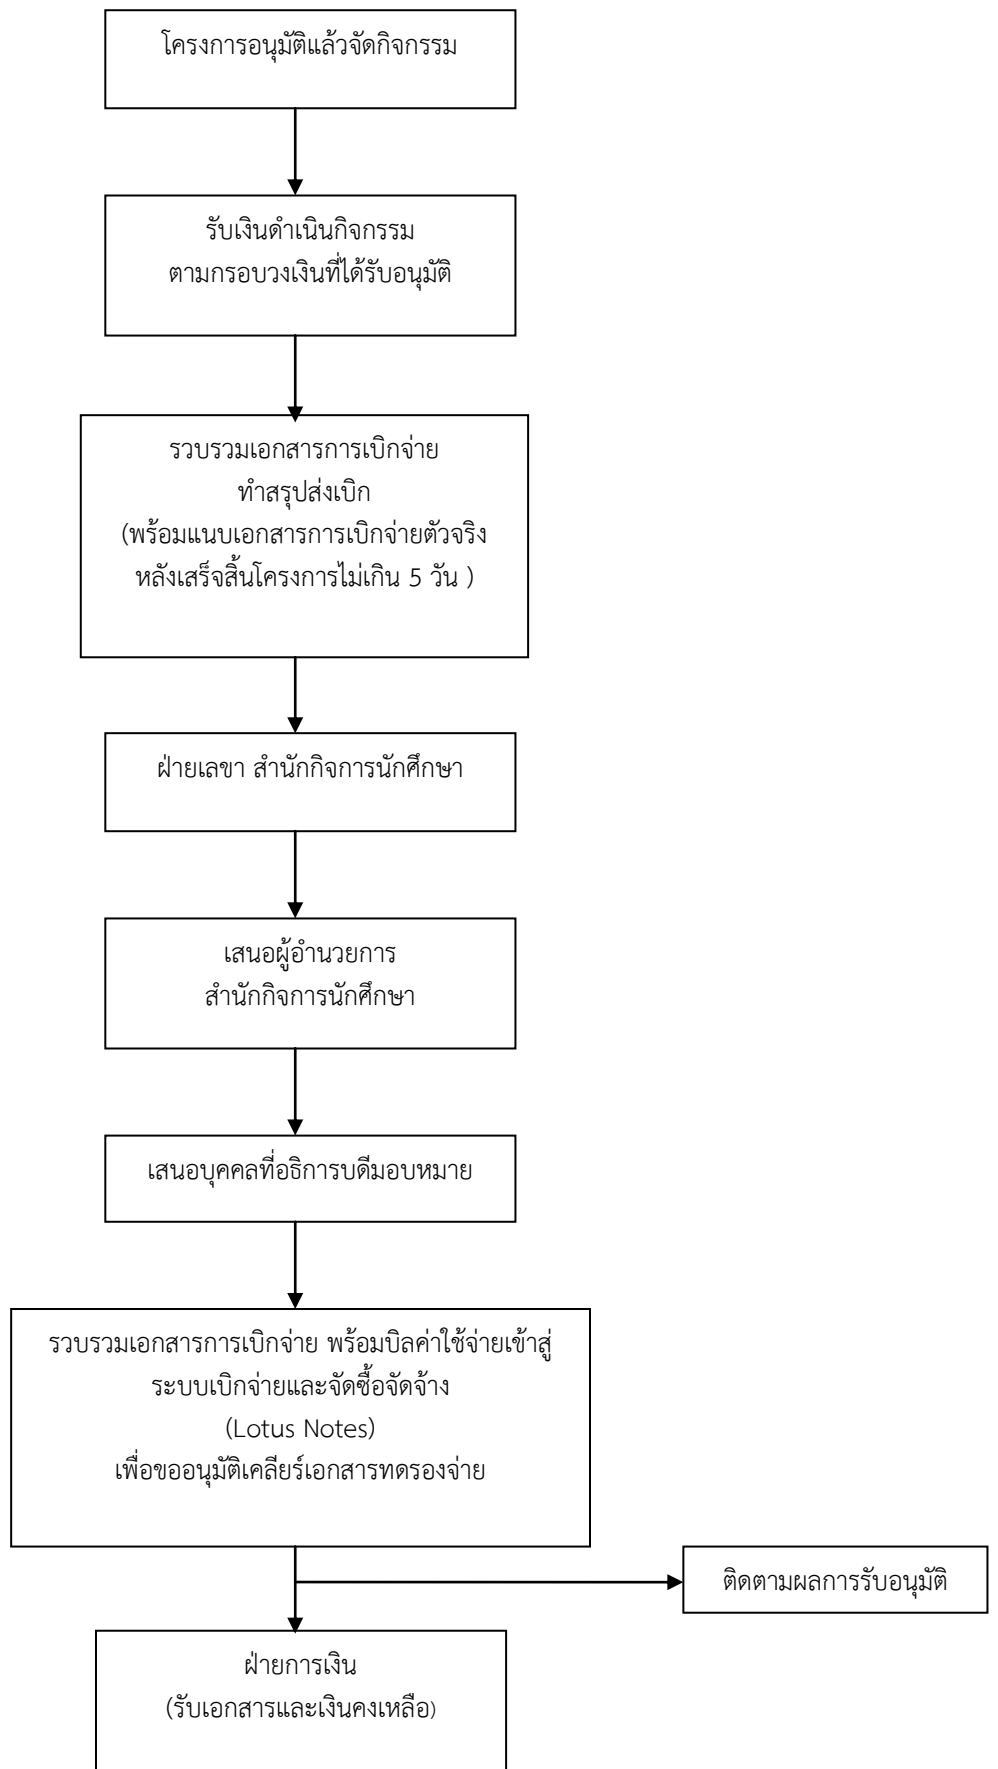 โครงการอนุมัติแล้วจัดกิจกรรม
รับเงินดำเนินกิจกรรม
ตามกรอบวงเงินที่ได้รับอนุมัติ
รวบรวมเอกสารการเบิกจ่าย
ทำสรุปส่งเบิก
(พร้อมแนบเอกสารการเบิกจ่ายตัวจริง
หลังเสร็จสิ้นโครงการไม่เกิน 5 วัน )
ฝ่ายเลขา สำนักกิจการนักศึกษา
เสนอผู้อำนวยการ
สำนักกิจการนักศึกษา
เสนอบุคคลที่อธิการบดีมอบหมาย
รวบรวมเอกสารการเบิกจ่าย พร้อมบิลค่าใช้จ่ายเข้าสู่
ระบบเบิกจ่ายและจัดซื้อจัดจ้าง
(Lotus Notes)
เพื่อขออนุมัติเคลียร์เอกสารทดรองจ่าย
ติดตามผลการรับอนุมัติ
ฝ่ายการเงิน
(รับเอกสารและเงินคงเหลือ)